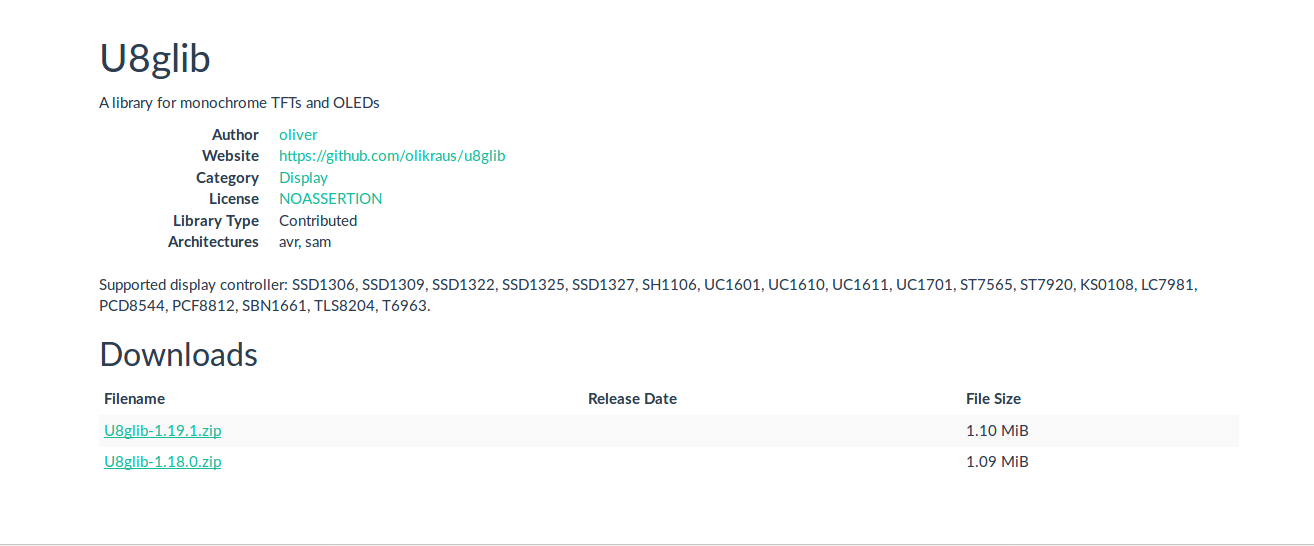 U8glib
A library for monochrome TFTs and OLEDs
Author oliver
Website https://github.com/olikraus/u8glib
Category Display
License NOASSERTION
Library Type Contributed
Architectures avr, sam
Supported display controller: SSD1306, SSD1309, SSD1322, SSD1325, SSD1327, SH1106, UC1601, UC1610, UC1611, UC1701, ST7565, ST7920, KS0108, LC7981,
PCD8544, PCF8812, SBN1661, TLS8204, T6963.
Downloads
Filename Release Date File Size
U8glib-1.19.1.zip 1.10 MiB
U8glib-1.18.0.zip 1.09 MiB